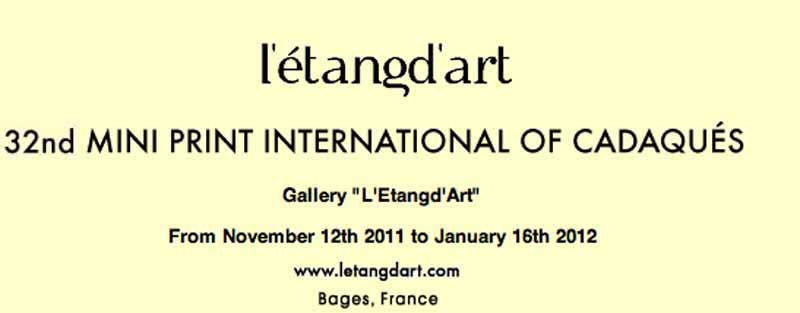 l'étangd'art
32nd MINI PRINT INTERNATIONAL OF CADAQUÉS
Gallery "L'Etangd'Art"
From November 12th 2011 to January 16th 2012
www.letangdart.com
Bages, France